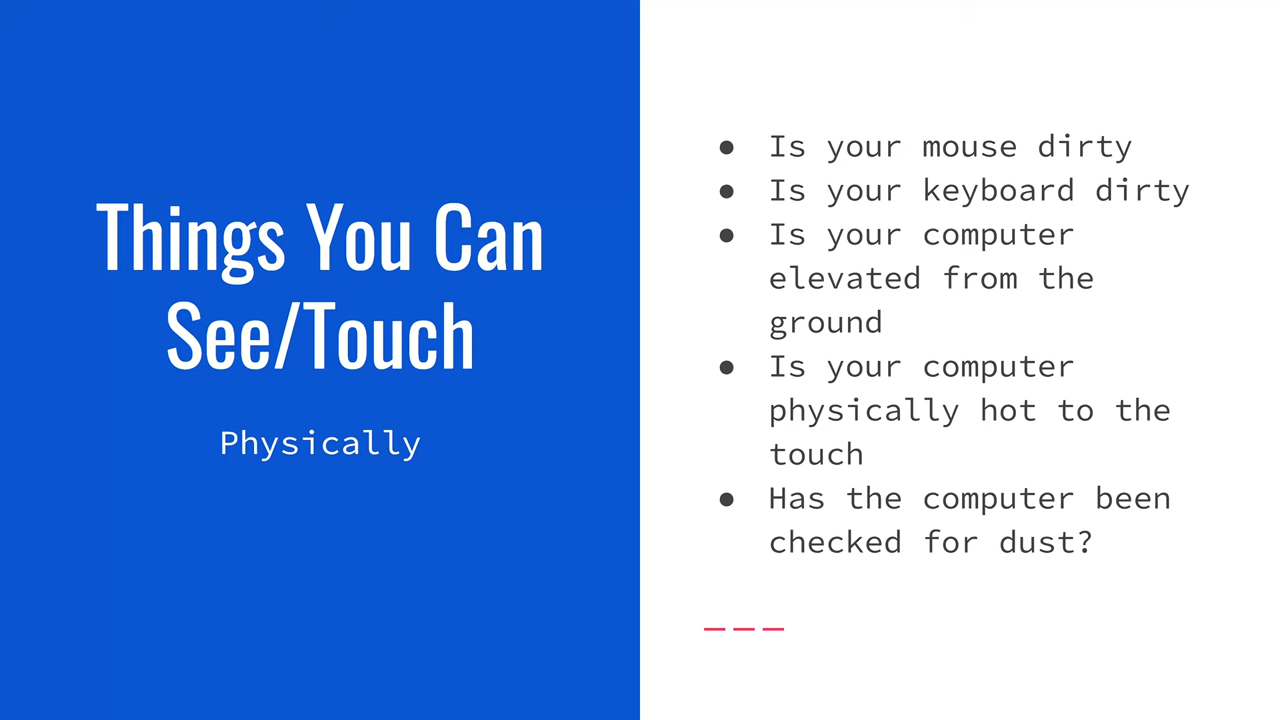 Things You Can
See/Touch
Physically
● Is your mouse dirty
● Is your keyboard dirty
● Is your computer
elevated from the
ground
● Is your computer
physically hot to the
touch
● Has the computer been
checked for dust?